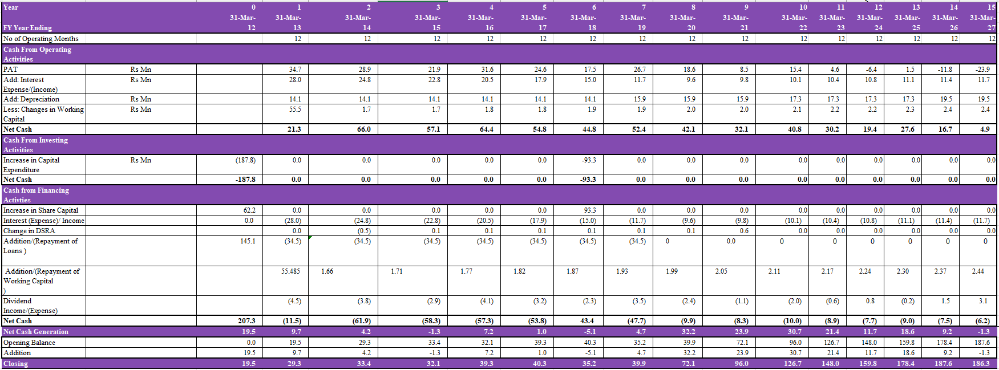 Year 0 1 2 3 4 5 6 7 8 9 10 11 12 13 14 15
31-Mar- 31-Mar- 31-Mar- 31-Mar- 31-Mar- 31-Mar- 31-Mar- 31-Mar- 31-Mar- 31-Mar- 31-Mar- 31-Mar- 31-Mar- 31-Mar- 31-Mar- 31-Mar-
FY Year Ending 12 13 14 15 16 17 18 19 20 21 22 23 24 25 26 27
No of Operating Months 12 12 12 12 12 12 12 12 12 12 12 12 12 12 12
Cash From Operating
Activities
PAT Rs Mn 34.7 28.9 21.9 31.6 24.6 17.5 26.7 18.6 8.5 15.4 4.6 -6.4 1.5 -11.8 -23.9
Add: Interest Rs Mn 28.0 24.8 22.8 20.5 17.9 15.0 11.7 9.6 9.8 10.1 10.4 10.8 11.1 11.4 11.7
Expense/(Income)
Add: Depreciation Rs Mn 14.1 14.1 14.1 14.1 14.1 14.1 15.9 15.9 15.9 17.3 17.3 17.3 17.3 19.5 19.5
Less: Changes in Working Rs Mn 55.5 1.7 1.7 1.8 1.8 1.9 1.9 2.0 2.0 2.1 2.2 2.2 2.3 2.4 2.4
Capital
Net Cash 21.3 66.0 57.1 64.4 54.8 44.8 52.4 42.1 32.1 40.8 30.2 19.4 27.6 16.7 4.9
Cash From Investing
Activities
Increase in Capital Rs Mn (187.8) 0.0 0.0 0.0 0.0 0.0 -93.3 0.0 0.0 0.0 0.0 0.0 0.0 0.0 0.0 0.0
Expenditure
Net Cash -187.8 0.0 0.0 0.0 0.0 0.0 -93.3 0.0 0.0 0.0 0.0 0.0 0.0 0.0 0.0 0.0
Cash from Financing
Activties
Increase in Share Capital 62.2 0.0 0.0 0.0 0.0 0.0 93.3 0.0 0.0 0.0 0.0 0.0 0.0 0.0 0.0 0.0
Interest (Expense)/ Income 0.0 (28.0) (24.8) (22.8) (20.5) (17.9) (15.0) (11.7) (9.6) (9.8) (10.1) (10.4) (10.8) (11.1) (11.4) (11.7)
Change in DSRA 0.0 (0.5) 0.1 0.1 0.1 0.1 0.1 0.1 0.6 0.0 0.0 0.0 0.0 0.0 0.0
Addition/(Repayment of 145.1 (34.5) (34.5) (34.5) (34.5) (34.5) (34.5) (34.5) 0 0.0 0 0 0 0 0 0
Loans )
Addition/(Repayment of 55.485 1.66 1.71 1.77 1.82 1.87 1.93 1.99 2.05 2.11 2.17 2.24 2.30 2.37 2.44
Working Capital
)
Dividend (4.5) (3.8) (2.9) (4.1) (3.2) (2.3) (3.5) (2.4) (1.1) (2.0) (0.6) 0.8 (0.2) 1.5 3.1
Income/(Expense)
Net Cash 207.3 (11.5) (61.9) (58.3) (57.3) (53.8) 43.4 (47.7) (9.9) (8.3) (10.0) (8.9) (7.7) (9.0) (7.5) (6.2)
Net Cash Generation 19.5 9.7 4.2 -1.3 7.2 1.0 -5.1 4.7 32.2 23.9 30.7 21.4 11.7 18.6 9.2 -1.3
Opening Balance 0.0 19.5 29.3 33.4 32.1 39.3 40.3 35.2 39.9 72.1 96.0 126.7 148.0 159.8 178.4 187.6
Addition 19.5 9.7 4.2 -1.3 7.2 1.0 -5.1 4.7 32.2 23.9 30.7 21.4 11.7 18.6 9.2 -1.3
Closing 19.5 29.3 33.4 32.1 39.3 40.3 35.2 39.9 72.1 96.0 126.7 148.0 159.8 178.4 187.6 186.3